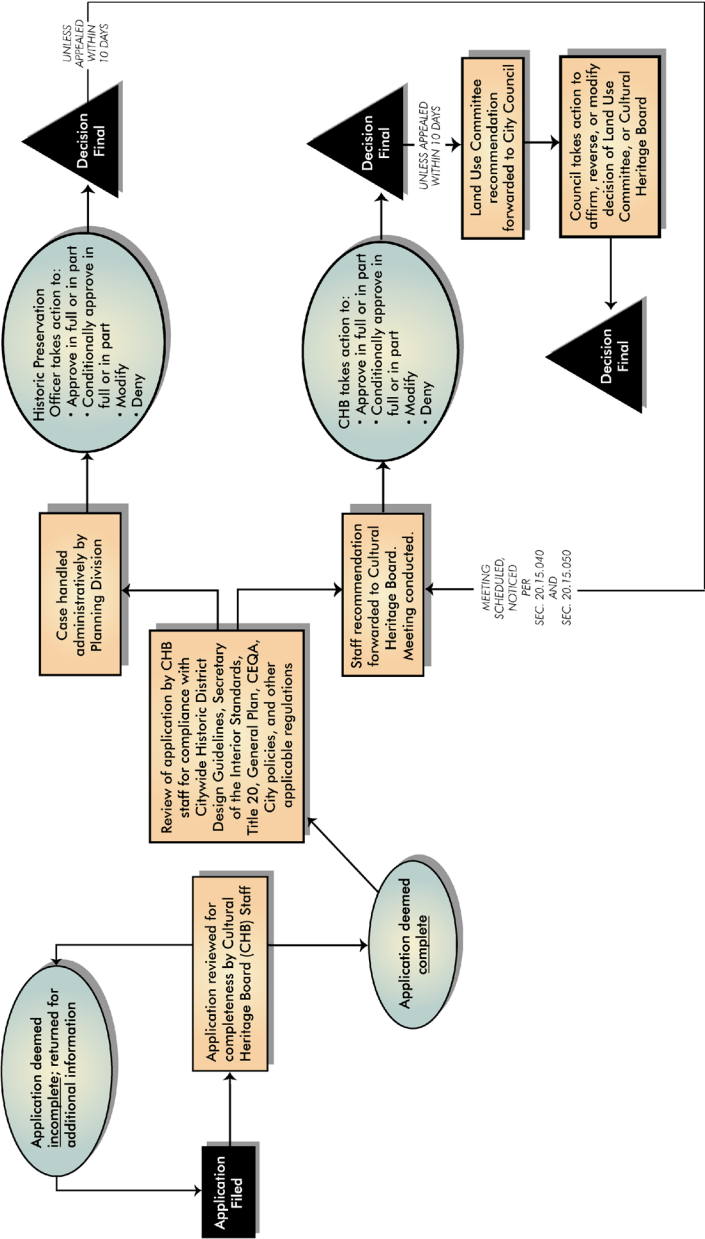 Application
Filed
Application deemed
incomplete; returned for
additional information
Application reviewed for
completeness by Cultural
Heritage Board (CHB) Staff
Application deemed
complete
Review of application by CHB
staff for compliance with
Citywide Historic District
Design Guidelines, Secretary
of the Interior Standards,
Title 20, General Plan, CEQA,
City policies, and other
applicable regulations
Case handled
administratively by
Planning Division
Historic Preservation
Officer takes action to:
• Approve in full or in part
• Conditionally approve in
full or in part
• Modify
• Deny
Decision
Final
UNLESS
APPEALED
WITHIN
10 DAYS
MEETING
SCHEDULED,
NOTICED
PER
SEC. 20.15.040
AND
SEC. 20.15.050
Staff recommendation
forwarded to Cultural
Heritage Board.
Meeting conducted.
CHB takes action to:
• Approve in full or in part
• Conditionally approve in
full or in part
• Modify
• Deny
Decision
Final
UNLESS APPEALED
WITHIN 10 DAYS
Land Use Committee
recommendation
forwarded to City Council
Council takes action to
affirm, reverse, or modify
decision of Land Use
Committee, or Cultural
Heritage Board
Decision
Final